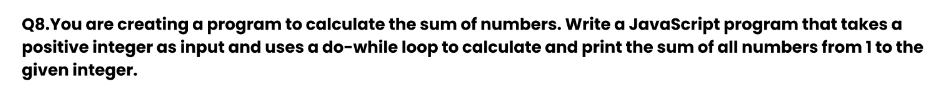 Q8.You are creating a program to calculate the sum of numbers. Write a JavaScript program that takes a
positive integer as input and uses a do-while loop to calculate and print the sum of all numbers from 1 to the
given integer.